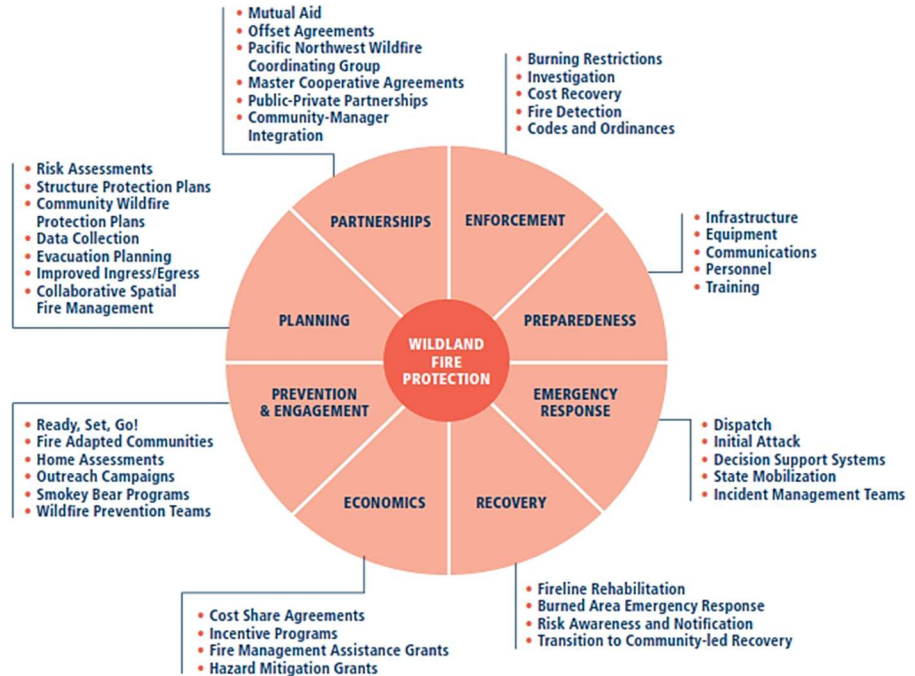 • Mutual Aid
• Offset Agreements
• Pacific Northwest Wildfire
Coordinating Group
• Master Cooperative Agreements
• Public-Private Partnerships
• Community-Manager
Integration
• Burning Restrictions
• Investigation
• Cost Recovery
• Fire Detection
• Codes and Ordinances
• Risk Assessments
• Structure Protection Plans
• Community Wildfire
Protection Plans
• Data Collection
• Evacuation Planning
• Improved Ingress/Egress
• Collaborative Spatial
Fire Management
• Infrastructure
• Equipment
• Communications
• Personnel
• Training
PARTNERSHIPS
ENFORCEMENT
PLANNING
PREPAREDENESS
WILDLAND
FIRE
PROTECTION
PREVENTION
& ENGAGEMENT
EMERGENCY
RESPONSE
ECONOMICS
RECOVERY
• Ready, Set, Go!
• Fire Adapted Communities
• Home Assessments
• Outreach Campaigns
• Smokey Bear Programs
• Wildfire Prevention Teams
• Dispatch
• Initial Attack
• Decision Support Systems
• State Mobilization
• Incident Management Teams
• Cost Share Agreements
• Incentive Programs
• Fire Management Assistance Grants
• Hazard Mitigation Grants
• Fireline Rehabilitation
• Burned Area Emergency Response
• Risk Awareness and Notification
• Transition to Community-led Recovery